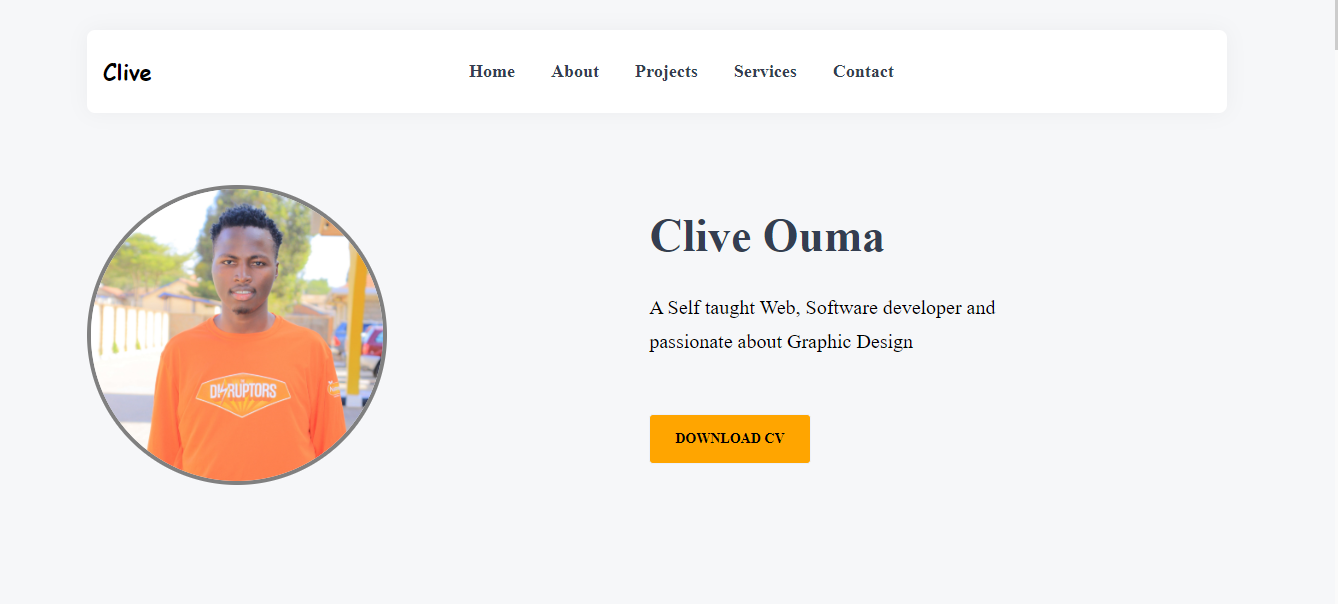 Clive
Home About Projects Services Contact
Clive Ouma
A Self taught Web, Software developer and
passionate about Graphic Design
DOWNLOAD CV
DISRUPTORS